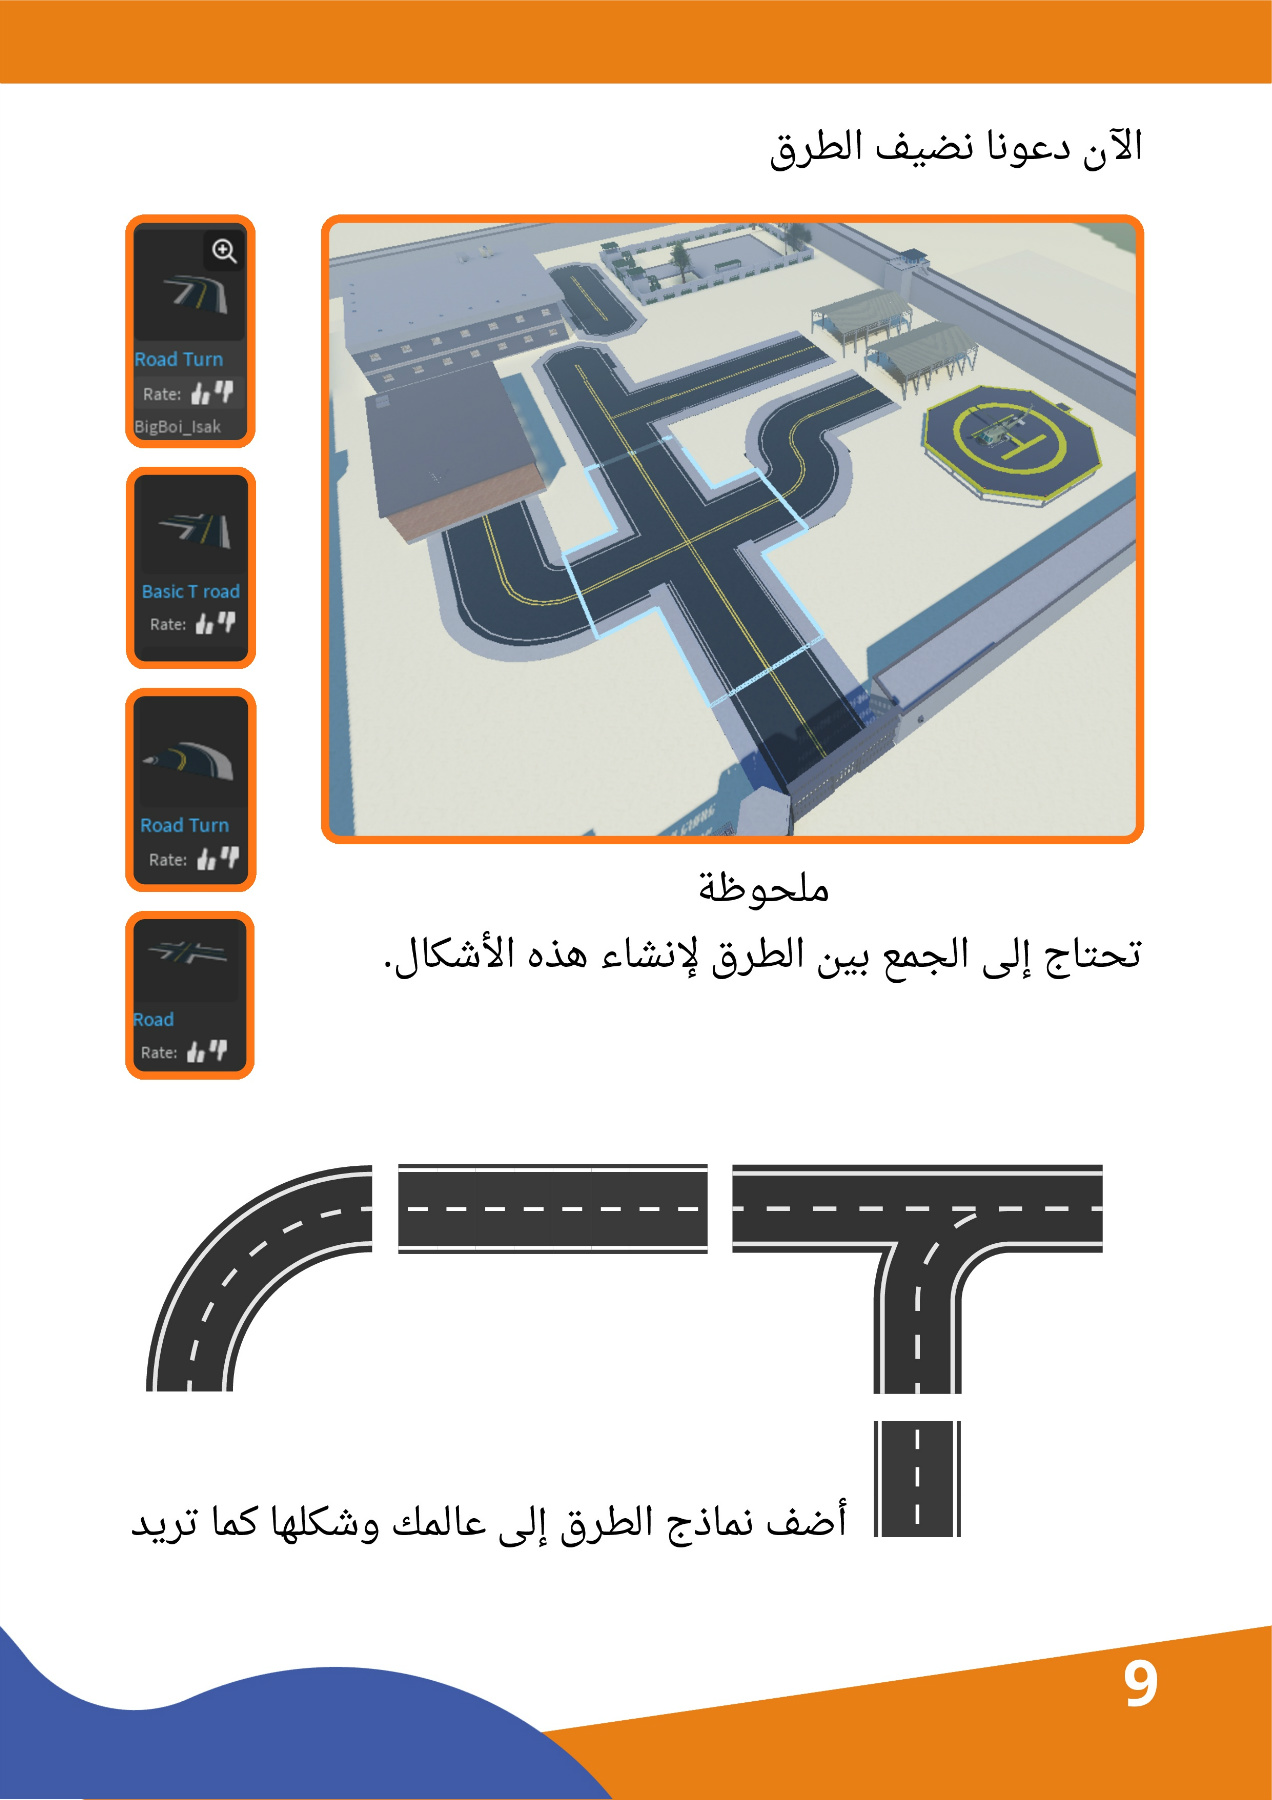 الآن دعونا نضيف الطرق
Road Turn
Rate:
BigBoi_Isak
Basic T road
Rate:
Road Turn
Rate:
Road
Rate:
H
ملحوظة
تحتاج إلى الجمع بين الطرق لإنشاء هذه الأشكال.
أضف نماذج الطرق إلى عالمك وشكلها كما تريد
9